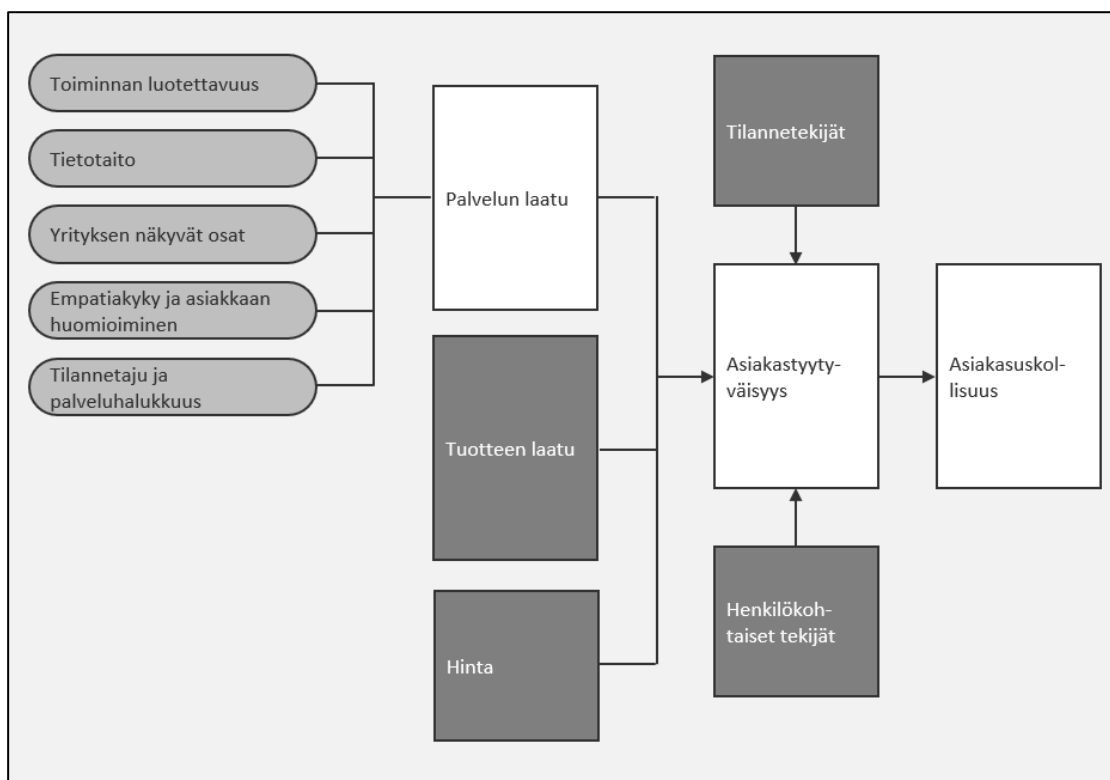 Toiminnan luotettavuus
Tietotaito
Yrityksen näkyvät osat
Empatiakyky ja asiakkaan
huomioiminen
Tilannetaju ja
palveluhalukkuus
Palvelun laatu
Tuotteen laatu
Hinta
Tilannetekijät
Asiakastyyty-
väisyys
Henkilökoh-
taiset tekijät
Asiakasuskol-
lisuus